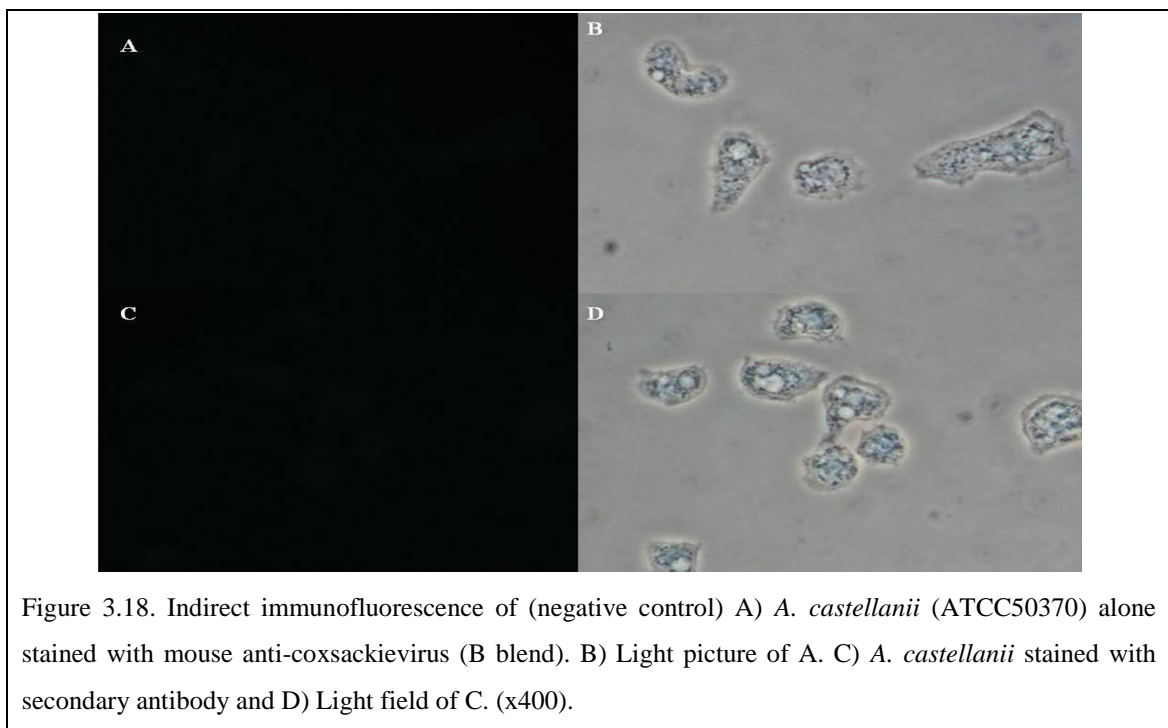 A
B
C
D
Figure 3.18. Indirect immunofluorescence of (negative control) A) A. castellanii (ATCC50370) alone
stained with mouse anti-coxsackievirus (B blend). B) Light picture of A. C) A. castellanii stained with
secondary antibody and D) Light field of C. (x400).